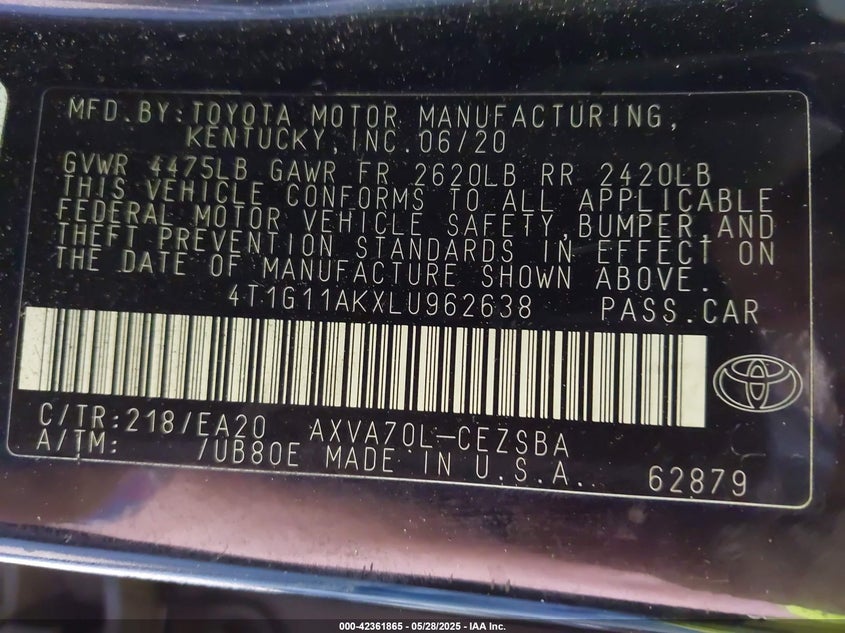 MFD.BY:TOYOTA MOTOR MANUFACTURING,
KENTUCKY,INC.06/20
GVWR 4475LB GAWR FR 2620LB RR 2420LB
THIS VEHICLE CONFORMS TO ALL APPLICABLE
FEDERAL MOTOR VEHICLE SAFETY,BUMPER,AND
THEFT PREVENTION STANDARDS IN EFFECT ON
THE DATE OF MANUFACTURE SHOWN ABOVE.
4T1G11AKXLU962638 PASS.CAR
C/TR:218/EA20 AXVA70L-CEZSBA
A/TM: /UB80E MADE IN U.S.A.
62879
000-42361865 - 05/28/2025 - IAA Inc.